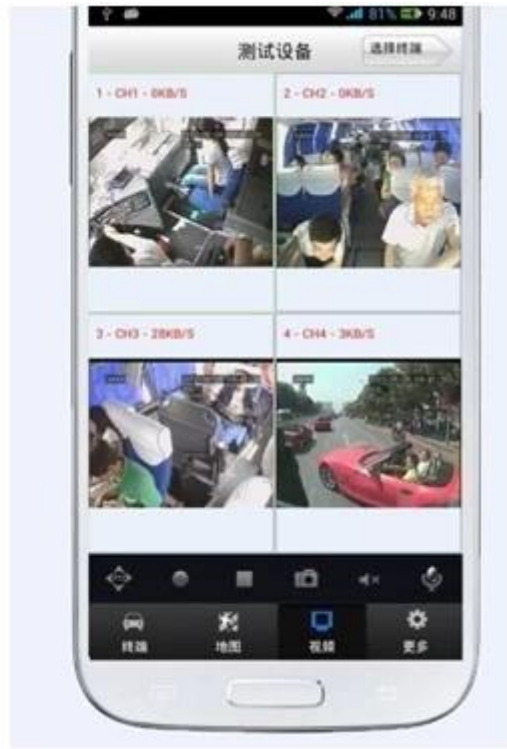 81% 9:48
测试设备
选择终端
1 - CH1 - 0KB/S
2 - CH2 - 0KB/S
3 - CH3 - 28KB/S
4 - CH4 - 3KB/S
终端
地图
视频
更多